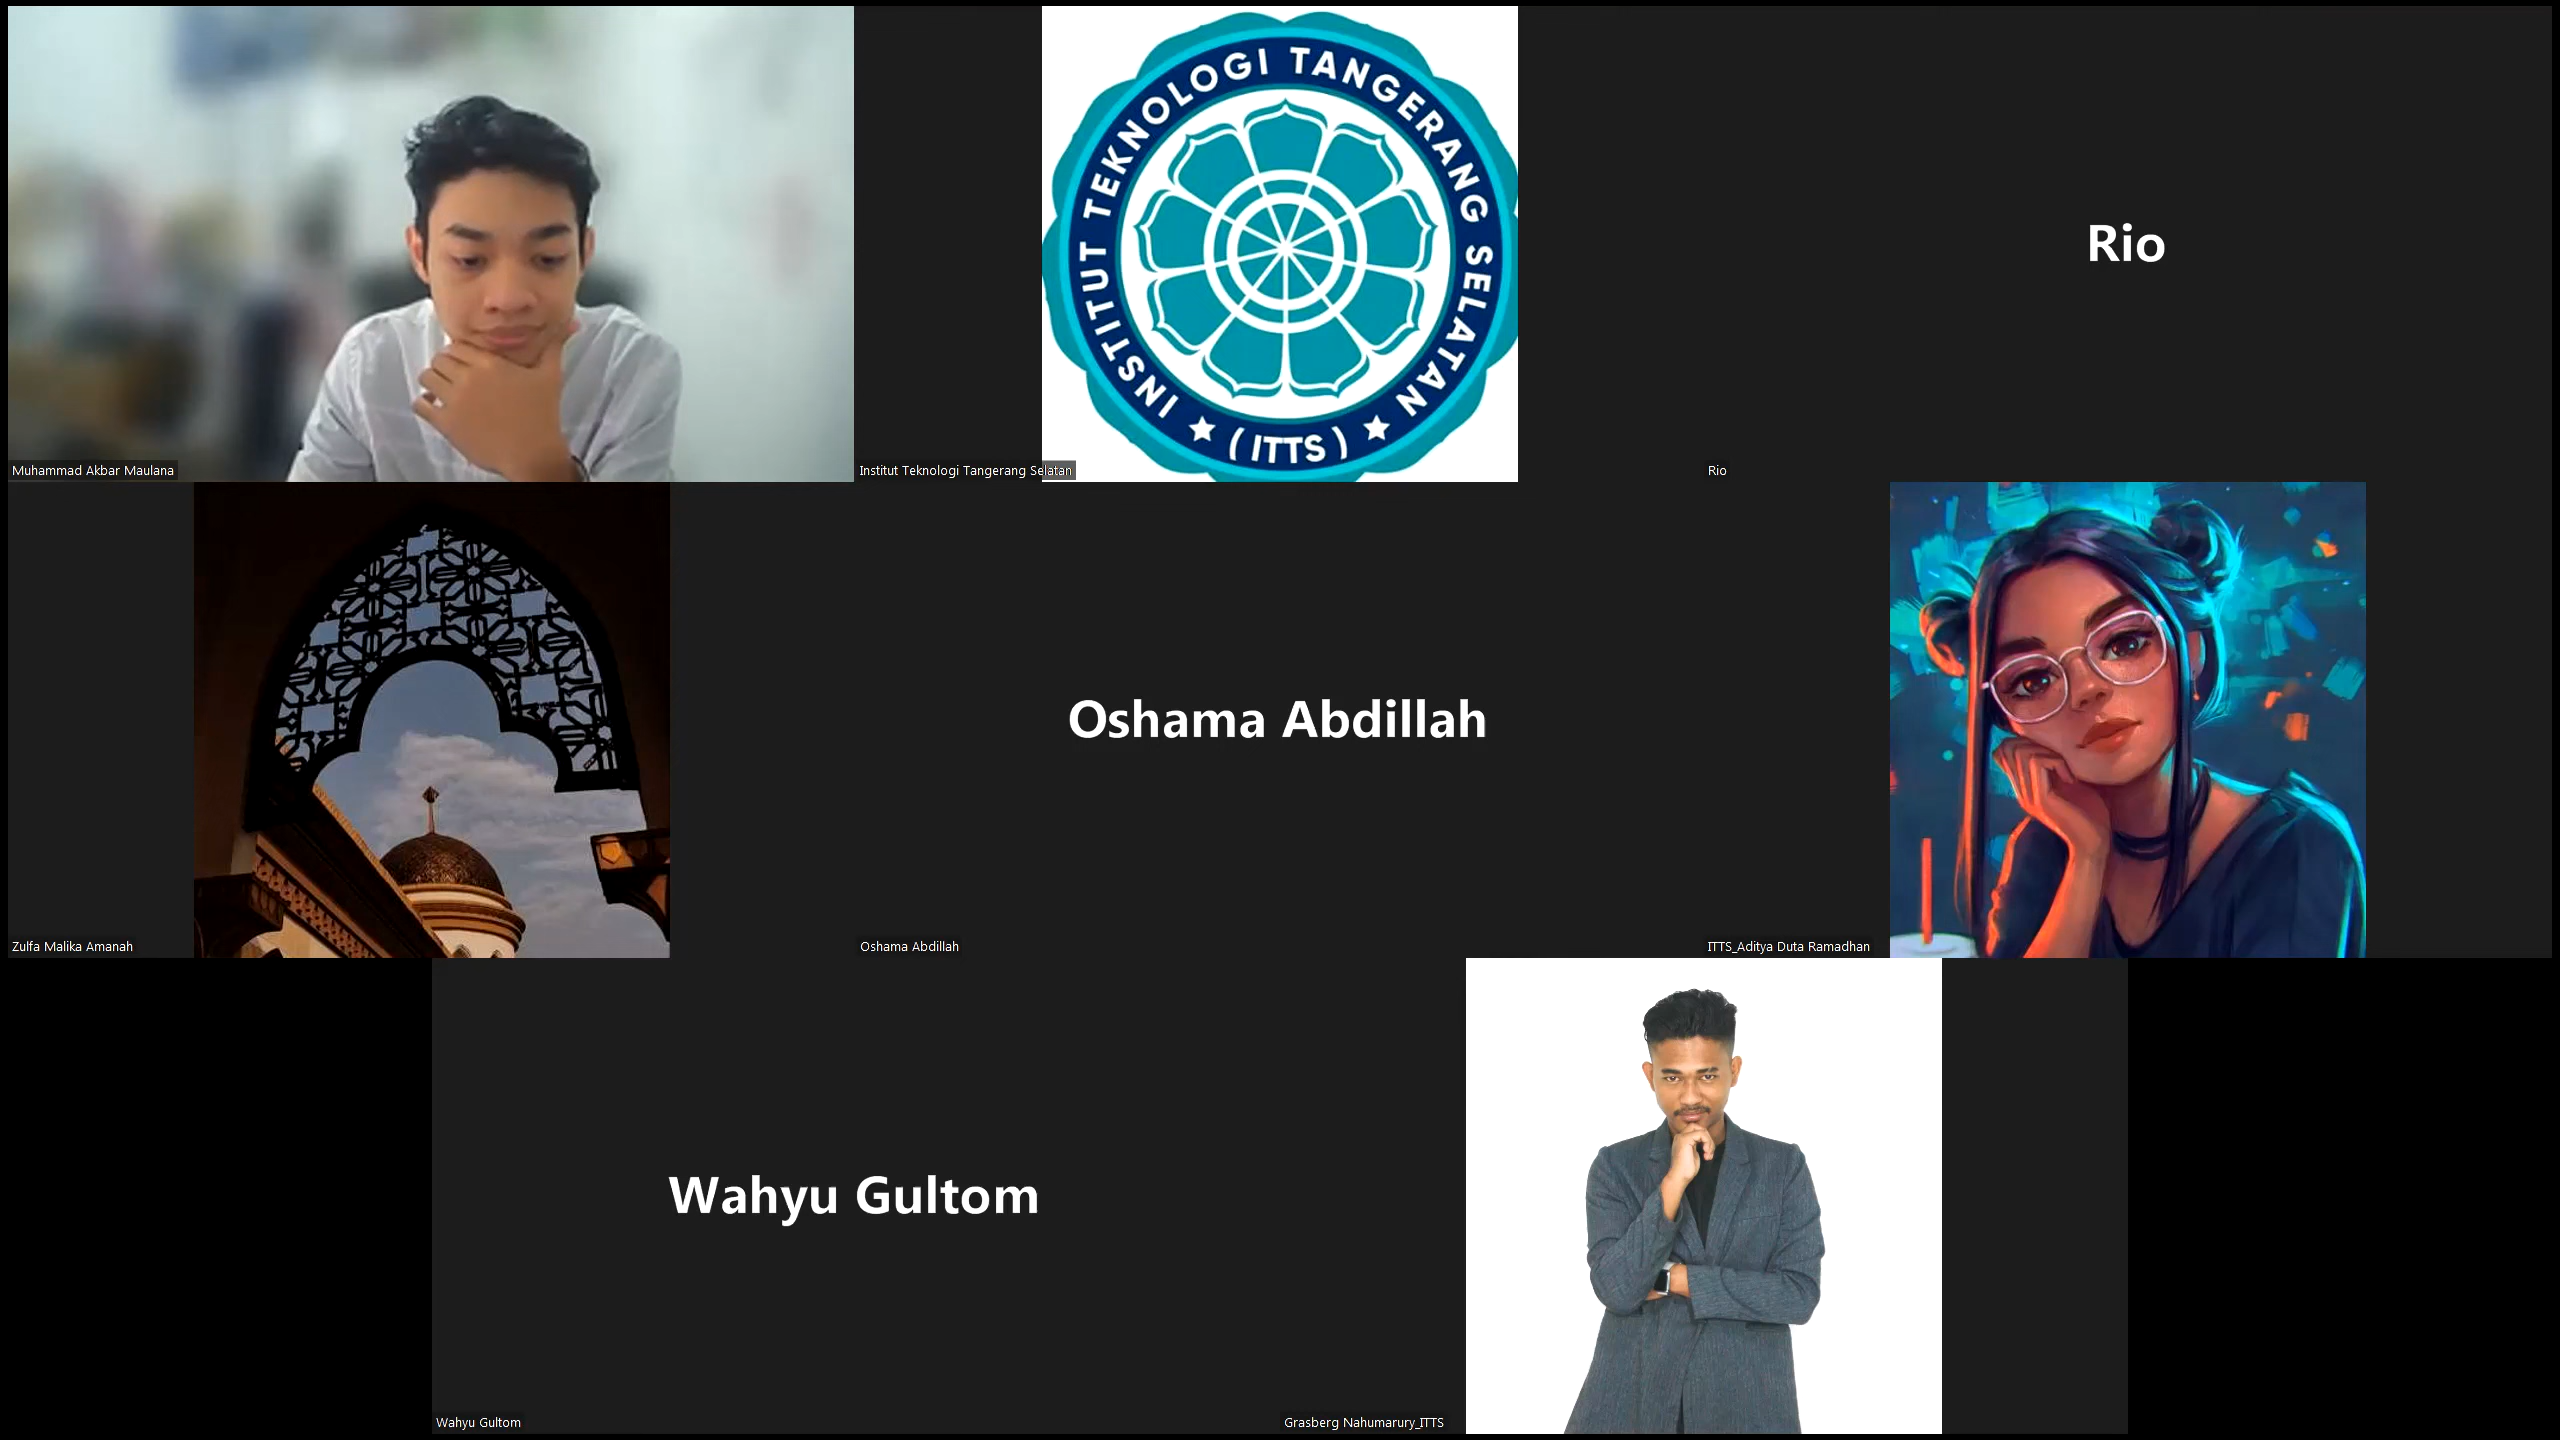 INSTITUT TEKNOLOGI TANGERANG SELATAN
( ITTS )
Rio
Muhammad Akbar Maulana
Institut Teknologi Tangerang Selatan
Rio
Oshama Abdillah
Zulfa Malika Amanah
Oshama Abdillah
ITTS_Aditya Duta Ramadhan
Wahyu Gultom
Wahyu Gultom
Grasberg Nahumarury_ITTS